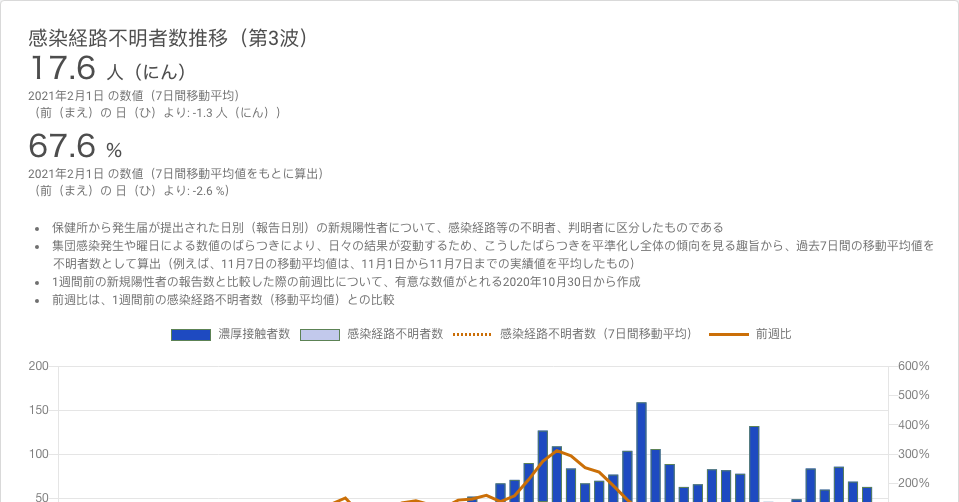 感染経路不明者数推移（第3波）
17.6 人（にん）
2021年2月1日 の数値（7日間移動平均）
（前（まえ）の 日（ひ）より: -1.3 人（にん））
67.6 %
2021年2月1日 の数値（7日間移動平均値をもとに算出）
（前（まえ）の 日（ひ）より: -2.6 %）
• 保健所から発生届が提出された日別（報告日別）の新規陽性者について、感染経路等の不明者、判明者に区分したものである
• 集団感染発生や曜日による数値のばらつきにより、日々の結果が変動するため、こうしたばらつきを平準化し全体の傾向を見る趣旨から、過去7日間の移動平均値を
不明者数として算出（例えば、11月7日の移動平均値は、11月1日から11月7日までの実績値を平均したもの）
• 1週間前の新規陽性者の報告数と比較した際の前週比について、有意な数値がとれる2020年10月30日から作成
• 前週比は、1週間前の感染経路不明者数（移動平均値）との比較
濃厚接触者数 感染経路不明者数 感染経路不明者数（7日間移動平均） 前週比
200 600%
500%
150
400%
100 300%
200%
50